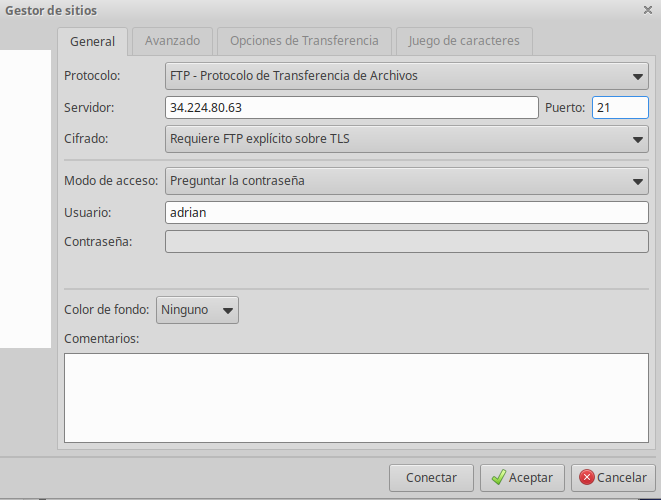 Gestor de sitios
General
Avanzado
Opciones de Transferencia
Juego de caracteres
Protocolo: FTP - Protocolo de Transferencia de Archivos
Servidor: 34.224.80.63 Puerto: 21
Cifrado: Requiere FTP explícito sobre TLS
Modo de acceso: Preguntar la contraseña
Usuario: adrian
Contraseña:
Color de fondo: Ninguno
Comentarios:
Conectar
Aceptar
Cancelar